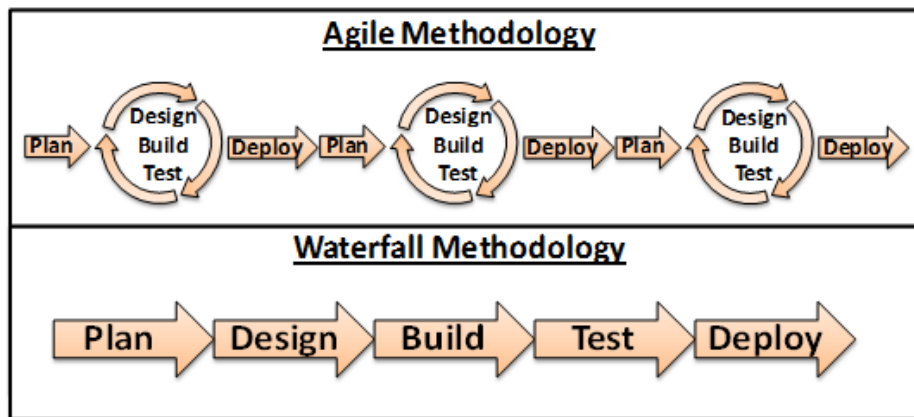 Agile Methodology
Plan
Design
Build
Test
Deploy
Plan
Design
Build
Test
Deploy
Plan
Design
Build
Test
Deploy
Waterfall Methodology
Plan
Design
Build
Test
Deploy